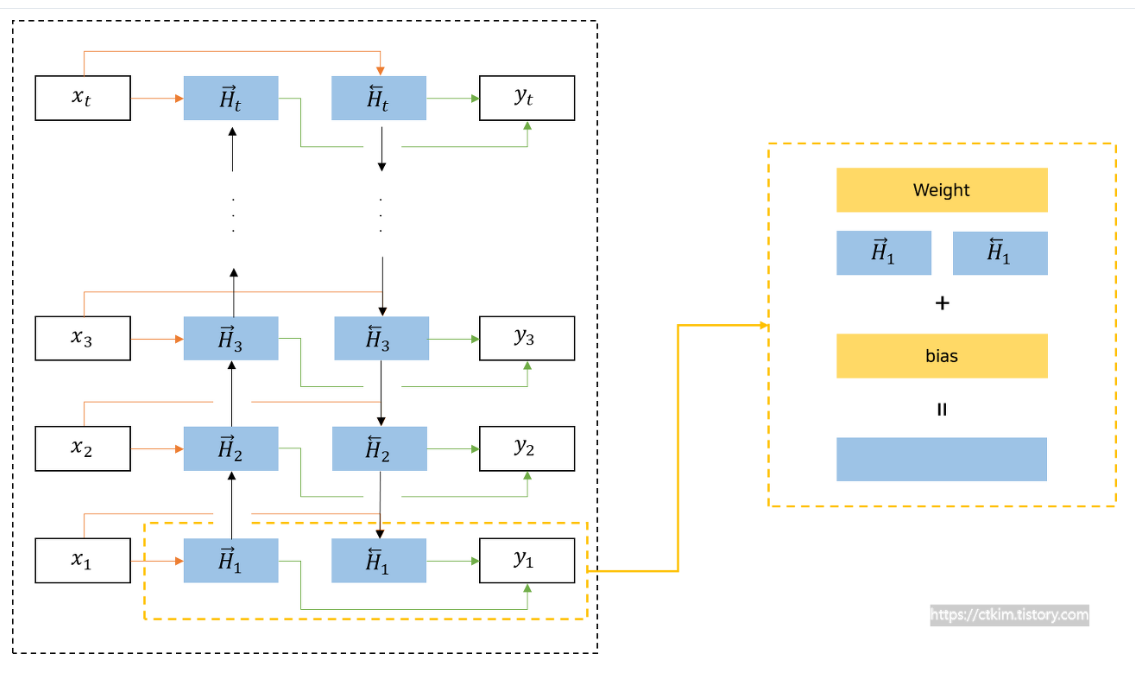 x_t H⃗_t H⃖_t y_t
. .
. .
. .
x_3 H⃗_3 H⃖_3 y_3
x_2 H⃗_2 H⃖_2 y_2
x_1 H⃗_1 H⃖_1 y_1
Weight
H⃗_1 H⃖_1
+
bias
=
https://ctkim.tistory.com